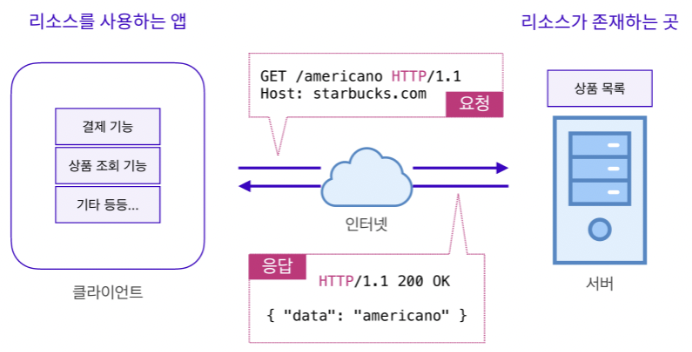 리소스를 사용하는 앱
리소스가 존재하는 곳
GET /americano HTTP/1.1
Host: starbucks.com
요청
상품 목록
결제 기능
상품 조회 기능
기타 등등...
인터넷
응답
HTTP/1.1 200 OK
{ "data": "americano" }
클라이언트
서버